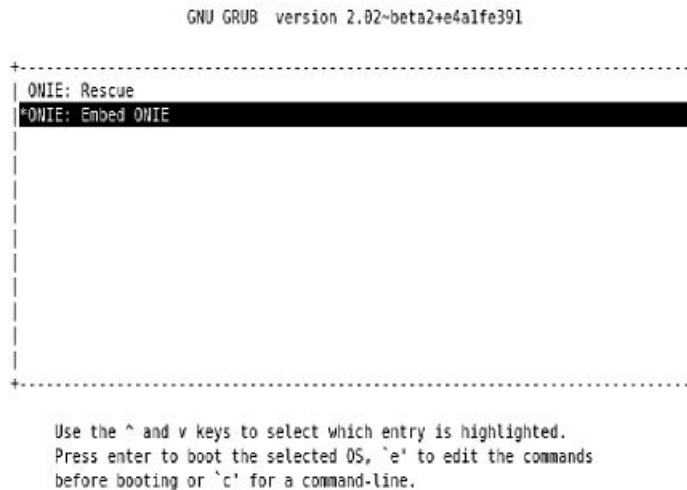 GNU GRUB  version 2.02~beta2+e4a1fe391
ONIE: Rescue
*ONIE: Embed ONIE
Use the ^ and v keys to select which entry is highlighted.
Press enter to boot the selected OS, `e' to edit the commands
before booting or `c' for a command-line.